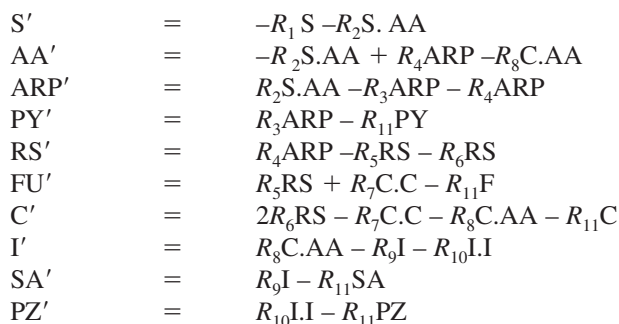 S′ = –R₁ S –R₂S. AA
AA′ = –R ₂S.AA + R₄ARP –R₈C.AA
ARP′ = R₂S.AA –R₃ARP – R₄ARP
PY′ = R₃ARP – R₁₁PY
RS′ = R₄ARP –R₅RS – R₆RS
FU′ = R₅RS + R₇C.C – R₁₁F
C′ = 2R₆RS – R₇C.C – R₈C.AA – R₁₁C
I′ = R₈C.AA – R₉I – R₁₀I.I
SA′ = R₉I – R₁₁SA
PZ′ = R₁₀I.I – R₁₁PZ